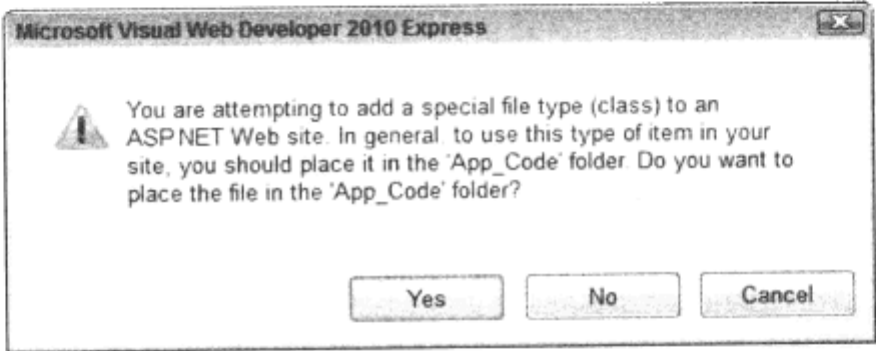 Microsoft Visual Web Developer 2010 Express
You are attempting to add a special file type (class) to an
ASP.NET Web site. In general, to use this type of item in your
site, you should place it in the 'App_Code' folder. Do you want to
place the file in the 'App_Code' folder?
Yes No Cancel